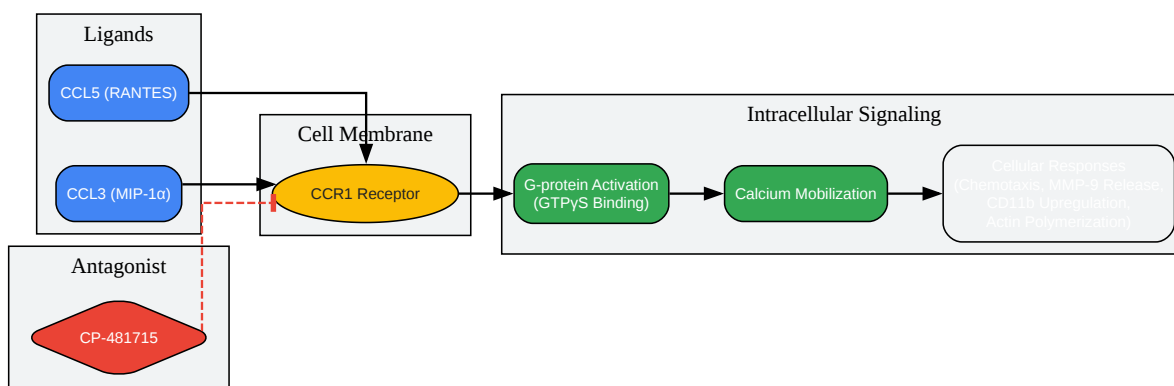 Ligands
CCL5 (RANTES)
CCL3 (MIP-1α)
Antagonist
CP-481715
Cell Membrane
CCR1 Receptor
Intracellular Signaling
G-protein Activation
(GTPγS Binding)
Calcium Mobilization
Cellular Responses
(Chemotaxis, MMP-9 Release,
CD11b Upregulation,
Actin Polymerization)